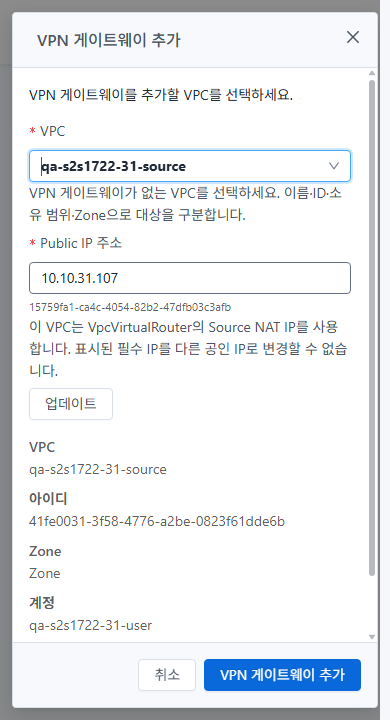 VPN 게이트웨이 추가
VPN 게이트웨이를 추가할 VPC를 선택하세요.
* VPC
qa-s2s1722-31-source
VPN 게이트웨이가 없는 VPC를 선택하세요. 이름·ID·소
유 범위·Zone으로 대상을 구분합니다.
* Public IP 주소
10.10.31.107
15759fa1-ca4c-4054-82b2-47dfb03c3afb
이 VPC는 VpcVirtualRouter의 Source NAT IP를 사용
합니다. 표시된 필수 IP를 다른 공인 IP로 변경할 수 없습
니다.
업데이트
VPC
qa-s2s1722-31-source
아이디
41fe0031-3f58-4776-a2be-0823f61dde6b
Zone
Zone
계정
qa-s2s1722-31-user
취소
VPN 게이트웨이 추가